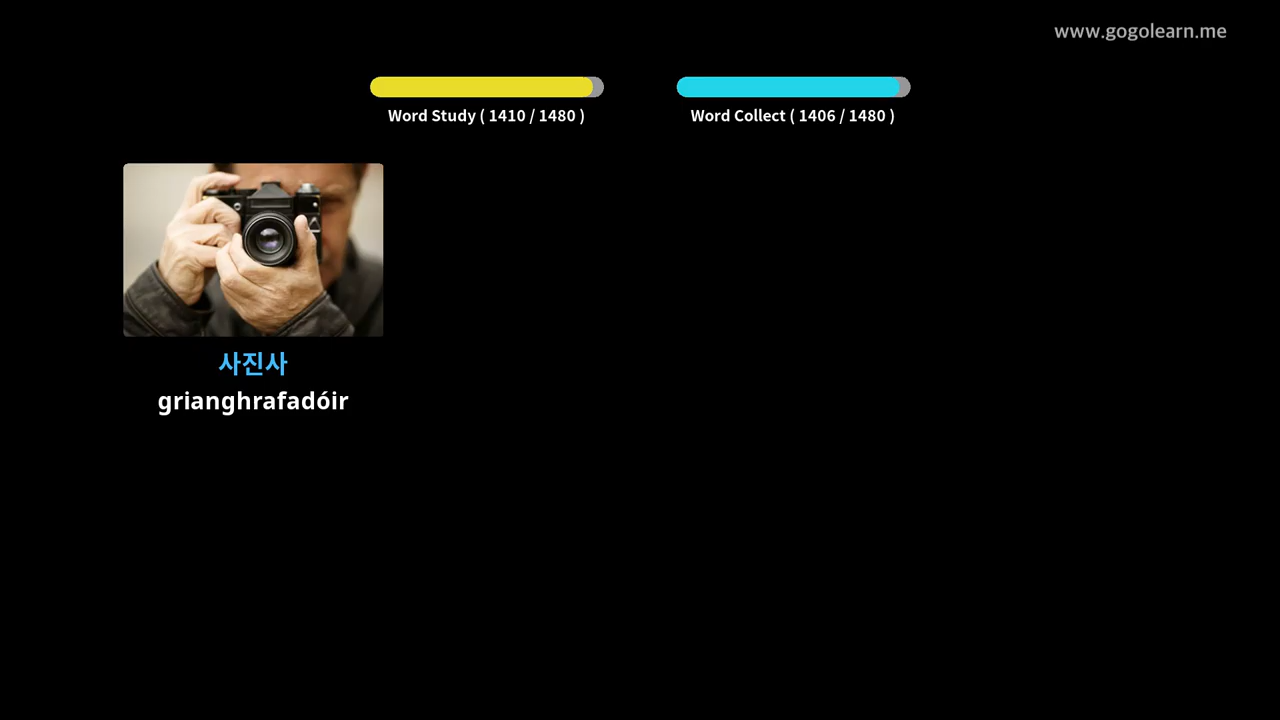 www.gogolearn.me
Word Study ( 1410 / 1480 )
Word Collect ( 1406 / 1480 )
사진사
grianghrafadóir